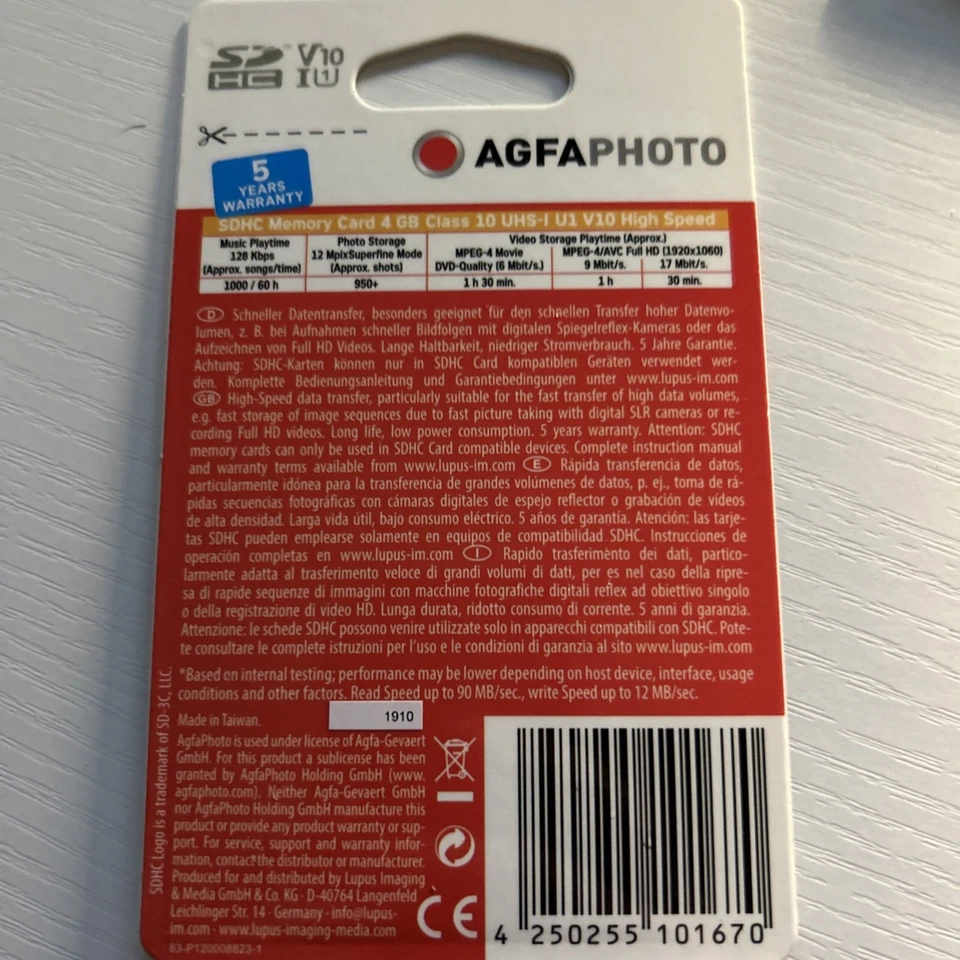 SD HC V10 I U1
AGFAPHOTO
5
YEARS
WARRANTY
SDHC Memory Card 4 GB Class 10 UHS-I U1 V10 High Speed
Music Playtime
128 Kbps
(Approx. songs/time)
1000 / 60 h
Photo Storage
12 MpixSuperfine Mode
(Approx. shots)
950+
Video Storage Playtime (Approx.)
MPEG-4 Movie
DVD-Quality (6 Mbit/s.)
1 h 30 min.
MPEG-4/AVC Full HD (1920x1060)
9 Mbit/s. 17 Mbit/s.
1 h 30 min.
D Schneller Datentransfer, besonders geeignet für den schnellen Transfer hoher Datenvo-
lumen, z. B. bei Aufnahmen schneller Bildfolgen mit digitalen Spiegelreflex-Kameras oder das
Aufzeichnen von Full HD Videos. Lange Haltbarkeit, niedriger Stromverbrauch. 5 Jahre Garantie.
Achtung: SDHC-Karten können nur in SDHC Card kompatiblen Geräten verwendet wer-
den. Komplette Bedienungsanleitung und Garantiebedingungen unter www.lupus-im.com
GB High-Speed data transfer, particularly suitable for the fast transfer of high data volumes,
e.g. fast storage of image sequences due to fast picture taking with digital SLR cameras or re-
cording Full HD videos. Long life, low power consumption. 5 years warranty. Attention: SDHC
memory cards can only be used in SDHC Card compatible devices. Complete instruction manual
and warranty terms available from www.lupus-im.com E Rápida transferencia de datos,
particularmente idónea para la transferencia de grandes volúmenes de datos, p. ej., toma de rá-
pidas secuencias fotográficas con cámaras digitales de espejo reflector o grabación de vídeos
de alta densidad. Larga vida útil, bajo consumo eléctrico. 5 años de garantía. Atención: las tarje-
tas SDHC pueden emplearse solamente en equipos de compatibilidad SDHC. Instrucciones de
operación completas en www.lupus-im.com I Rapido trasferimento dei dati, partico-
larmente adatta al trasferimento veloce di grandi volumi di dati, per es nel caso della ripre-
sa di rapide sequenze di immagini con macchine fotografiche digitali reflex ad obiettivo singolo
o della registrazione di video HD. Lunga durata, ridotto consumo di corrente. 5 anni di garanzia.
Attenzione: le schede SDHC possono venire utilizzate solo in apparecchi compatibili con SDHC. Pote-
te consultare le complete istruzioni per l'uso e le condizioni di garanzia al sito www.lupus-im.com
*Based on internal testing; performance may be lower depending on host device, interface, usage
conditions and other factors. Read Speed up to 90 MB/sec., write Speed up to 12 MB/sec.
SDHC Logo is a trademark of SD-3C, LLC.
Made in Taiwan.
1910
AgfaPhoto is used under license of Agfa-Gevaert
GmbH. For this product a sublicense has been
granted by AgfaPhoto Holding GmbH (www.
agfaphoto.com). Neither Agfa-Gevaert GmbH
nor AgfaPhoto Holding GmbH manufacture this
product or provide any product warranty or sup-
port. For service, support and warranty infor-
mation, contact the distributor or manufacturer.
Produced for and distributed by Lupus Imaging
& Media GmbH & Co. KG · D-40764 Langenfeld
Leichlinger Str. 14 · Germany · info@lupus-
im.com · www.lupus-imaging-media.com
83-P120008823-1
CE
4 250255 101670